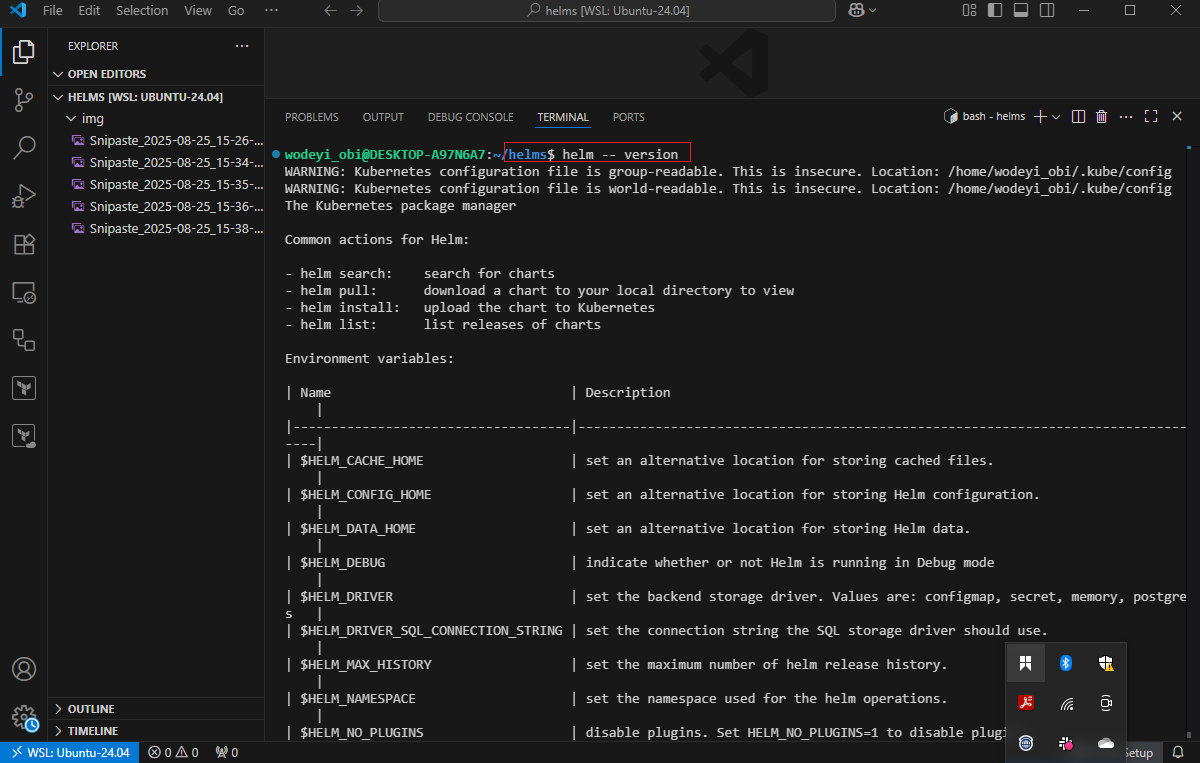 File Edit Selection View Go ··· helms [WSL: Ubuntu-24.04]
EXPLORER ···
OPEN EDITORS
HELMS [WSL: UBUNTU-24.04]
img
Snipaste_2025-08-25_15-26-...
Snipaste_2025-08-25_15-34-...
Snipaste_2025-08-25_15-35-...
Snipaste_2025-08-25_15-36-...
Snipaste_2025-08-25_15-38-...
OUTLINE
TIMELINE
PROBLEMS OUTPUT DEBUG CONSOLE TERMINAL PORTS bash - helms
wodeyi_obi@DESKTOP-A97N6A7:~/helms$ helm -- version
WARNING: Kubernetes configuration file is group-readable. This is insecure. Location: /home/wodeyi_obi/.kube/config
WARNING: Kubernetes configuration file is world-readable. This is insecure. Location: /home/wodeyi_obi/.kube/config
The Kubernetes package manager
Common actions for Helm:
- helm search:    search for charts
- helm pull:      download a chart to your local directory to view
- helm install:   upload the chart to Kubernetes
- helm list:      list releases of charts
Environment variables:
| Name                               | Description
    |
|------------------------------------|-------------------------------------------------------------------------------
----|
| $HELM_CACHE_HOME                   | set an alternative location for storing cached files.
    |
| $HELM_CONFIG_HOME                  | set an alternative location for storing Helm configuration.
    |
| $HELM_DATA_HOME                    | set an alternative location for storing Helm data.
    |
| $HELM_DEBUG                        | indicate whether or not Helm is running in Debug mode
    |
| $HELM_DRIVER                       | set the backend storage driver. Values are: configmap, secret, memory, postgre
s   |
| $HELM_DRIVER_SQL_CONNECTION_STRING | set the connection string the SQL storage driver should use.
    |
| $HELM_MAX_HISTORY                  | set the maximum number of helm release history.
    |
| $HELM_NAMESPACE                    | set the namespace used for the helm operations.
    |
| $HELM_NO_PLUGINS                   | disable plugins. Set HELM_NO_PLUGINS=1 to disable plugi
WSL: Ubuntu-24.04 0 0 0 Setup